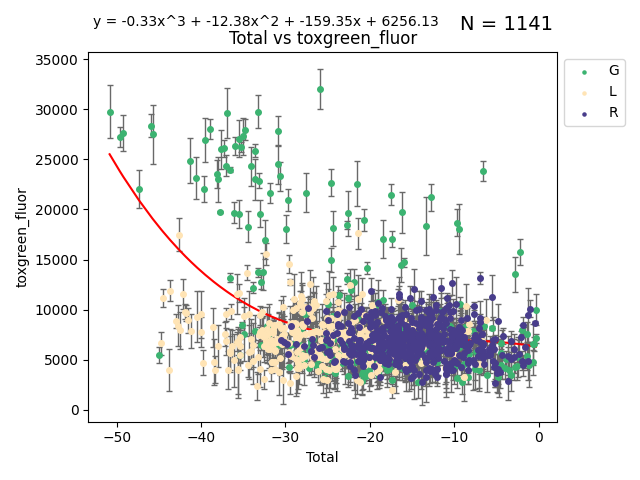 y = -0.33x^3 + -12.38x^2 + -159.35x + 6256.13
N = 1141
Total vs toxgreen_fluor
35000
30000
25000
20000
15000
10000
5000
0
toxgreen_fluor
−50
−40
−30
−20
−10
0
Total
G
L
R